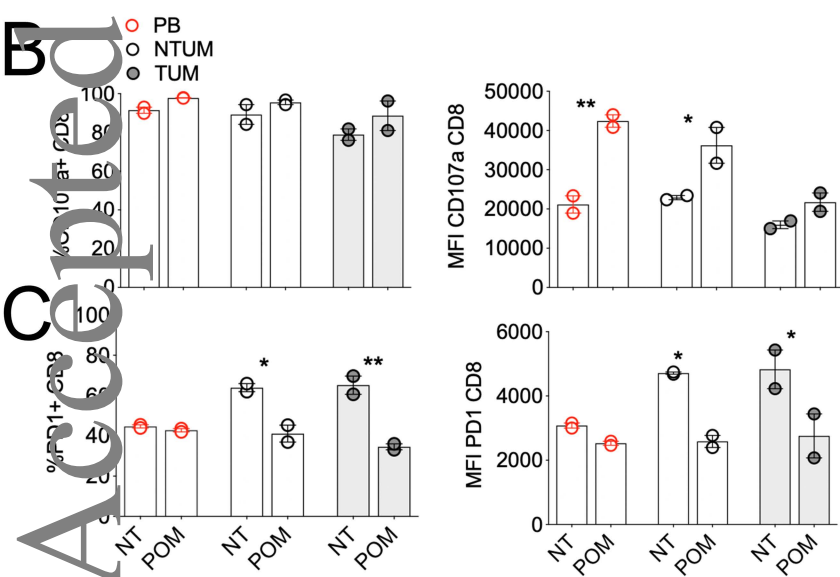 B
PB
NTUM
TUM
100
80
60
40
20
0
MFI CD107a CD8
50000
40000
30000
20000
10000
0
**
*
C
%PD1+ CD8
100
80
60
40
20
0
*
**
NT
POM
NT
POM
NT
POM
MFI PD1 CD8
6000
4000
2000
0
*
*
NT
POM
NT
POM
NT
POM
Accepted